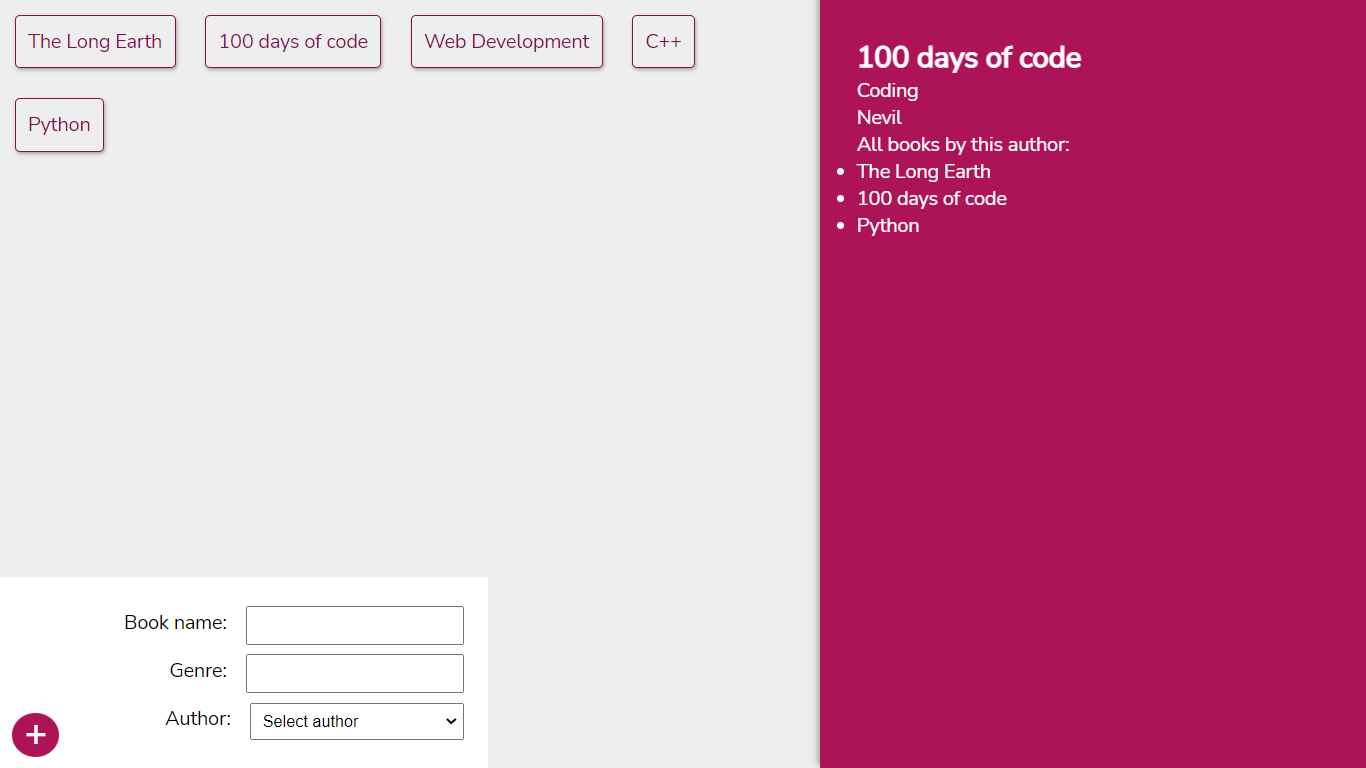 The Long Earth
100 days of code
Web Development
C++
Python
100 days of code
Coding
Nevil
All books by this author:
The Long Earth
100 days of code
Python
Book name:
Genre:
Author:
Select author
+